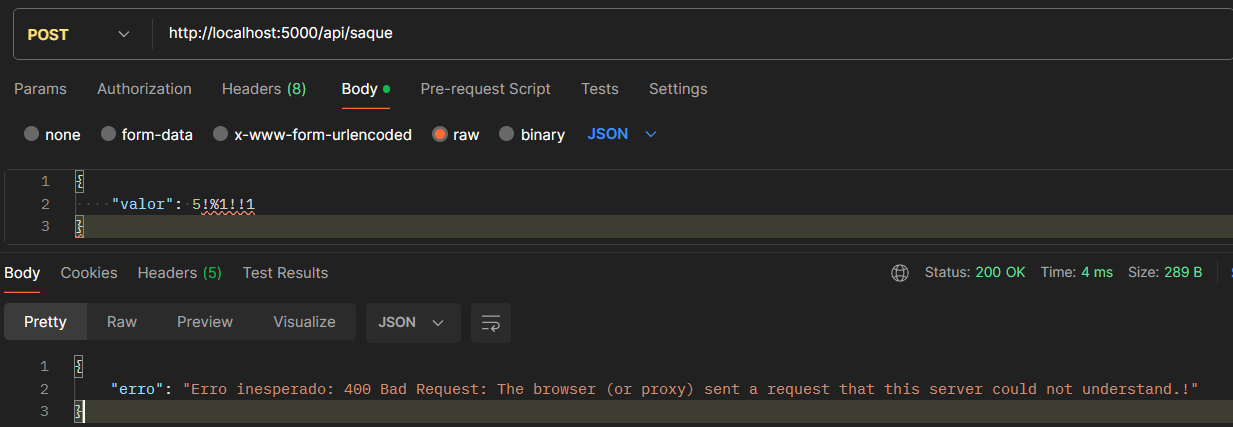 POST http://localhost:5000/api/saque
Params Authorization Headers (8) Body Pre-request Script Tests Settings
none form-data x-www-form-urlencoded raw binary JSON
1 {
2 "valor": 5!%1!!1
3 }
Body Cookies Headers (5) Test Results Status: 200 OK Time: 4 ms Size: 289 B
Pretty Raw Preview Visualize JSON
1 {
2 "erro": "Erro inesperado: 400 Bad Request: The browser (or proxy) sent a request that this server could not understand.!"
3 }